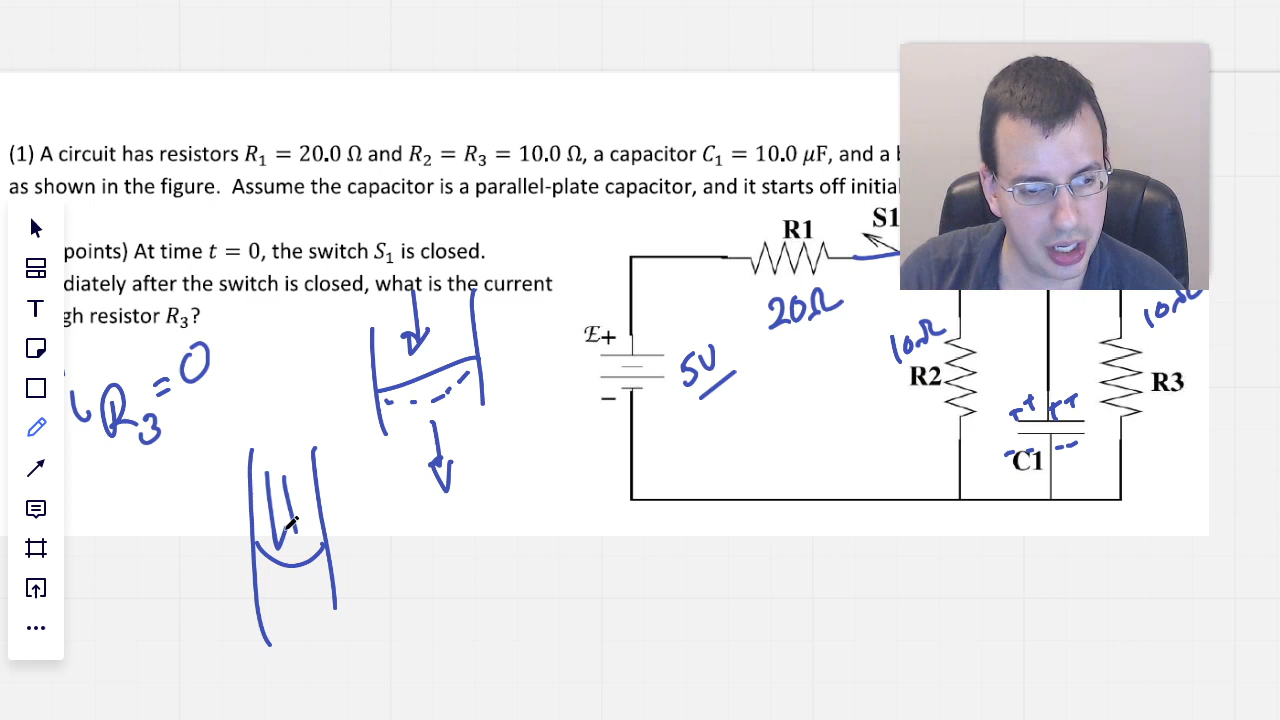 (1) A circuit has resistors R₁ = 20.0 Ω and R₂ = R₃ = 10.0 Ω, a capacitor C₁ = 10.0 μF, and a
as shown in the figure. Assume the capacitor is a parallel-plate capacitor, and it starts off
points) At time t = 0, the switch S₁ is closed.
diately after the switch is closed, what is the current
gh resistor R₃?
R1
S1
20Ω
ℰ+
−
5V
10Ω
R2
10Ω
R3
++ ++
-- --
C1
R₃ = 0
T